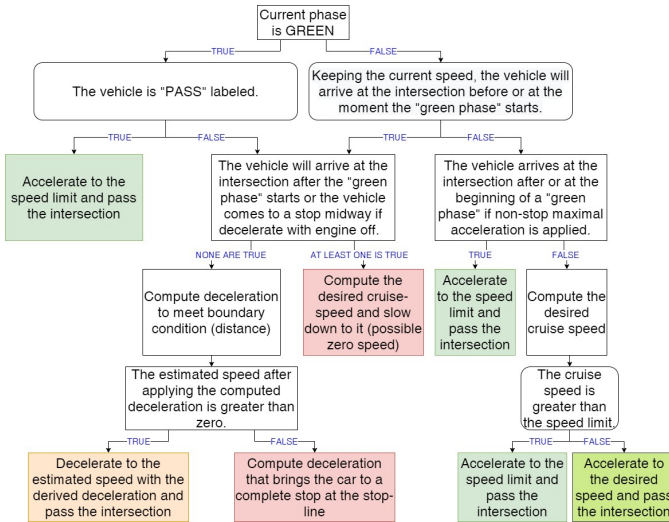 Current phase
is GREEN
TRUE
FALSE
The vehicle is "PASS" labeled.
Keeping the current speed, the vehicle will
arrive at the intersection before or at the
moment the "green phase" starts.
TRUE
FALSE
TRUE
FALSE
Accelerate to the
speed limit and pass
the intersection
The vehicle will arrive at the
intersection after the "green
phase" starts or the vehicle
comes to a stop midway if
decelerate with engine off.
The vehicle arrives at the
intersection after or at the
beginning of a "green
phase" if non-stop maximal
acceleration is applied.
NONE ARE TRUE
AT LEAST ONE IS TRUE
TRUE
FALSE
Compute deceleration
to meet boundary
condition (distance)
Compute the
desired cruise-
speed and slow
down to it (possible
zero speed)
Accelerate
to the speed
limit and
pass the
intersection
Compute the
desired
cruise speed
The estimated speed after
applying the computed
deceleration is greater than
zero.
The cruise
speed is
greater than
the speed limit.
TRUE
FALSE
TRUE
FALSE
Decelerate to the
estimated speed with the
derived deceleration and
pass the intersection
Compute deceleration
that brings the car to a
complete stop at the stop-
line
Accelerate to the
speed limit and
pass the
intersection
Accelerate to
the desired
speed and pass
the intersection